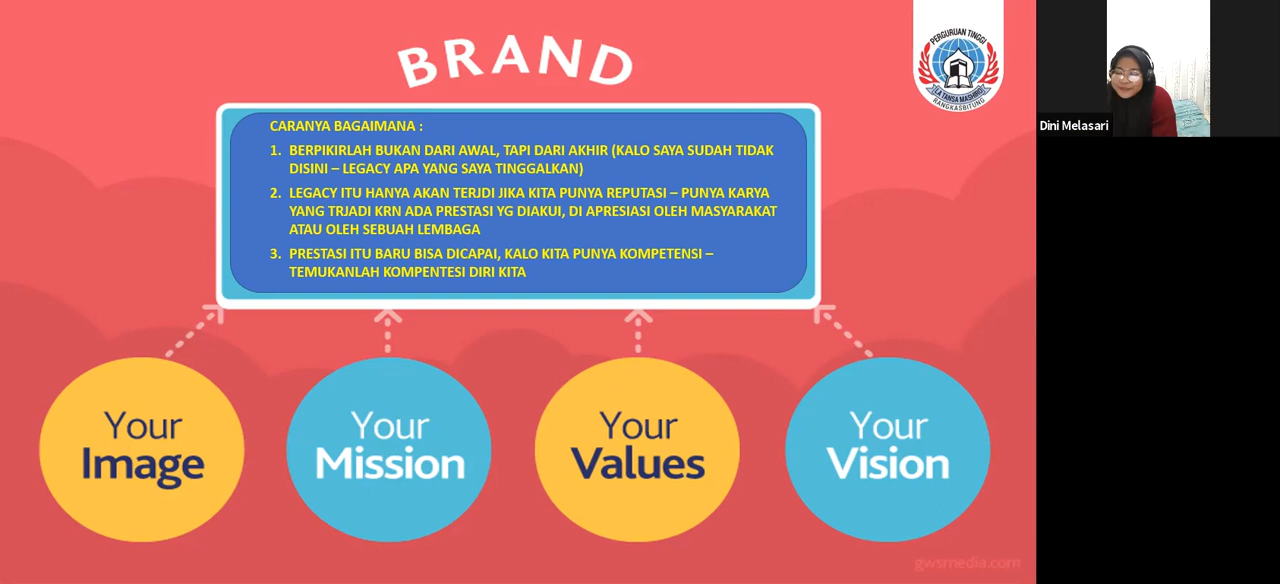 BRAND
CARANYA BAGAIMANA :
1. BERPIKIRLAH BUKAN DARI AWAL, TAPI DARI AKHIR (KALO SAYA SUDAH TIDAK
DISINI – LEGACY APA YANG SAYA TINGGALKAN)
2. LEGACY ITU HANYA AKAN TERJDI JIKA KITA PUNYA REPUTASI – PUNYA KARYA
YANG TRJADI KRN ADA PRESTASI YG DIAKUI, DI APRESIASI OLEH MASYARAKAT
ATAU OLEH SEBUAH LEMBAGA
3. PRESTASI ITU BARU BISA DICAPAI, KALO KITA PUNYA KOMPETENSI –
TEMUKANLAH KOMPENTESI DIRI KITA
Your
Image
Your
Mission
Your
Values
Your
Vision
gwsmedia.com
PERGURUAN TINGGI
LA TANSA MASHIRO
RANGKASBITUNG
Dini Melasari